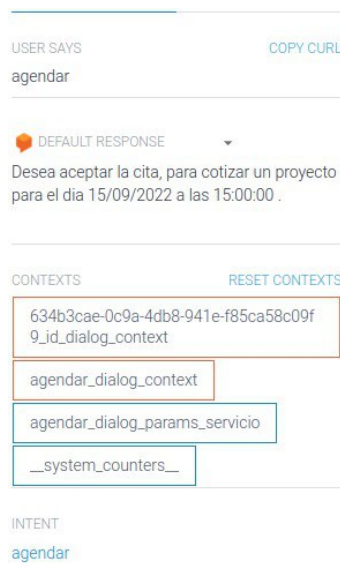 USER SAYS COPY CURL
agendar
DEFAULT RESPONSE
Desea aceptar la cita, para cotizar un proyecto
para el dia 15/09/2022 a las 15:00:00 .
CONTEXTS RESET CONTEXTS
634b3cae-0c9a-4db8-941e-f85ca58c09f
9_id_dialog_context
agendar_dialog_context
agendar_dialog_params_servicio
__system_counters__
INTENT
agendar